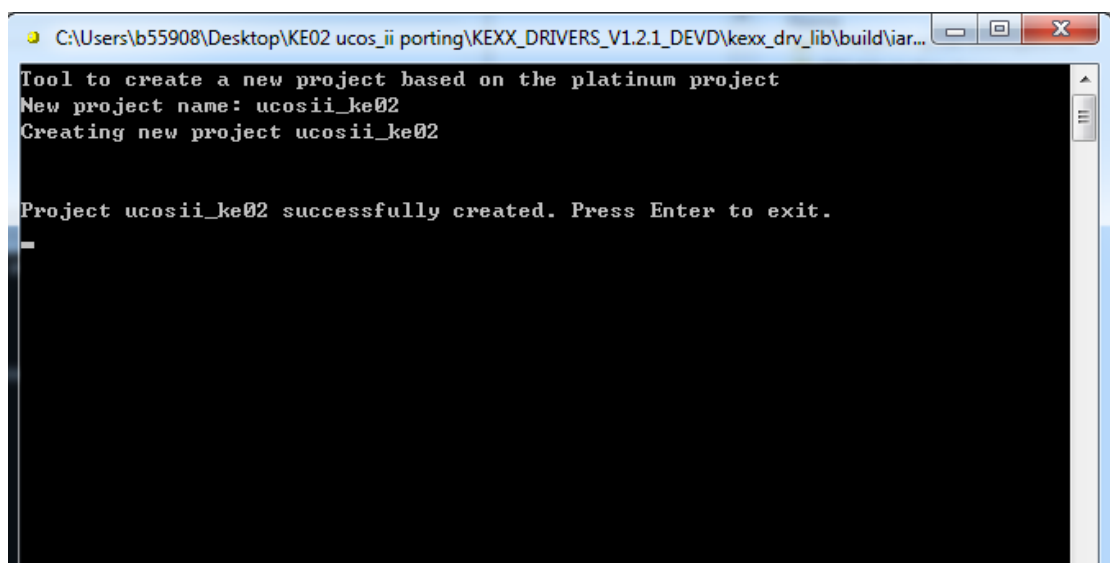 C:\Users\b55908\Desktop\KE02 ucos_ii porting\KEXX_DRIVERS_V1.2.1_DEVD\kexx_drv_lib\build\iar...
Tool to create a new project based on the platinum project
New project name: ucosii_ke02
Creating new project ucosii_ke02
Project ucosii_ke02 successfully created. Press Enter to exit.